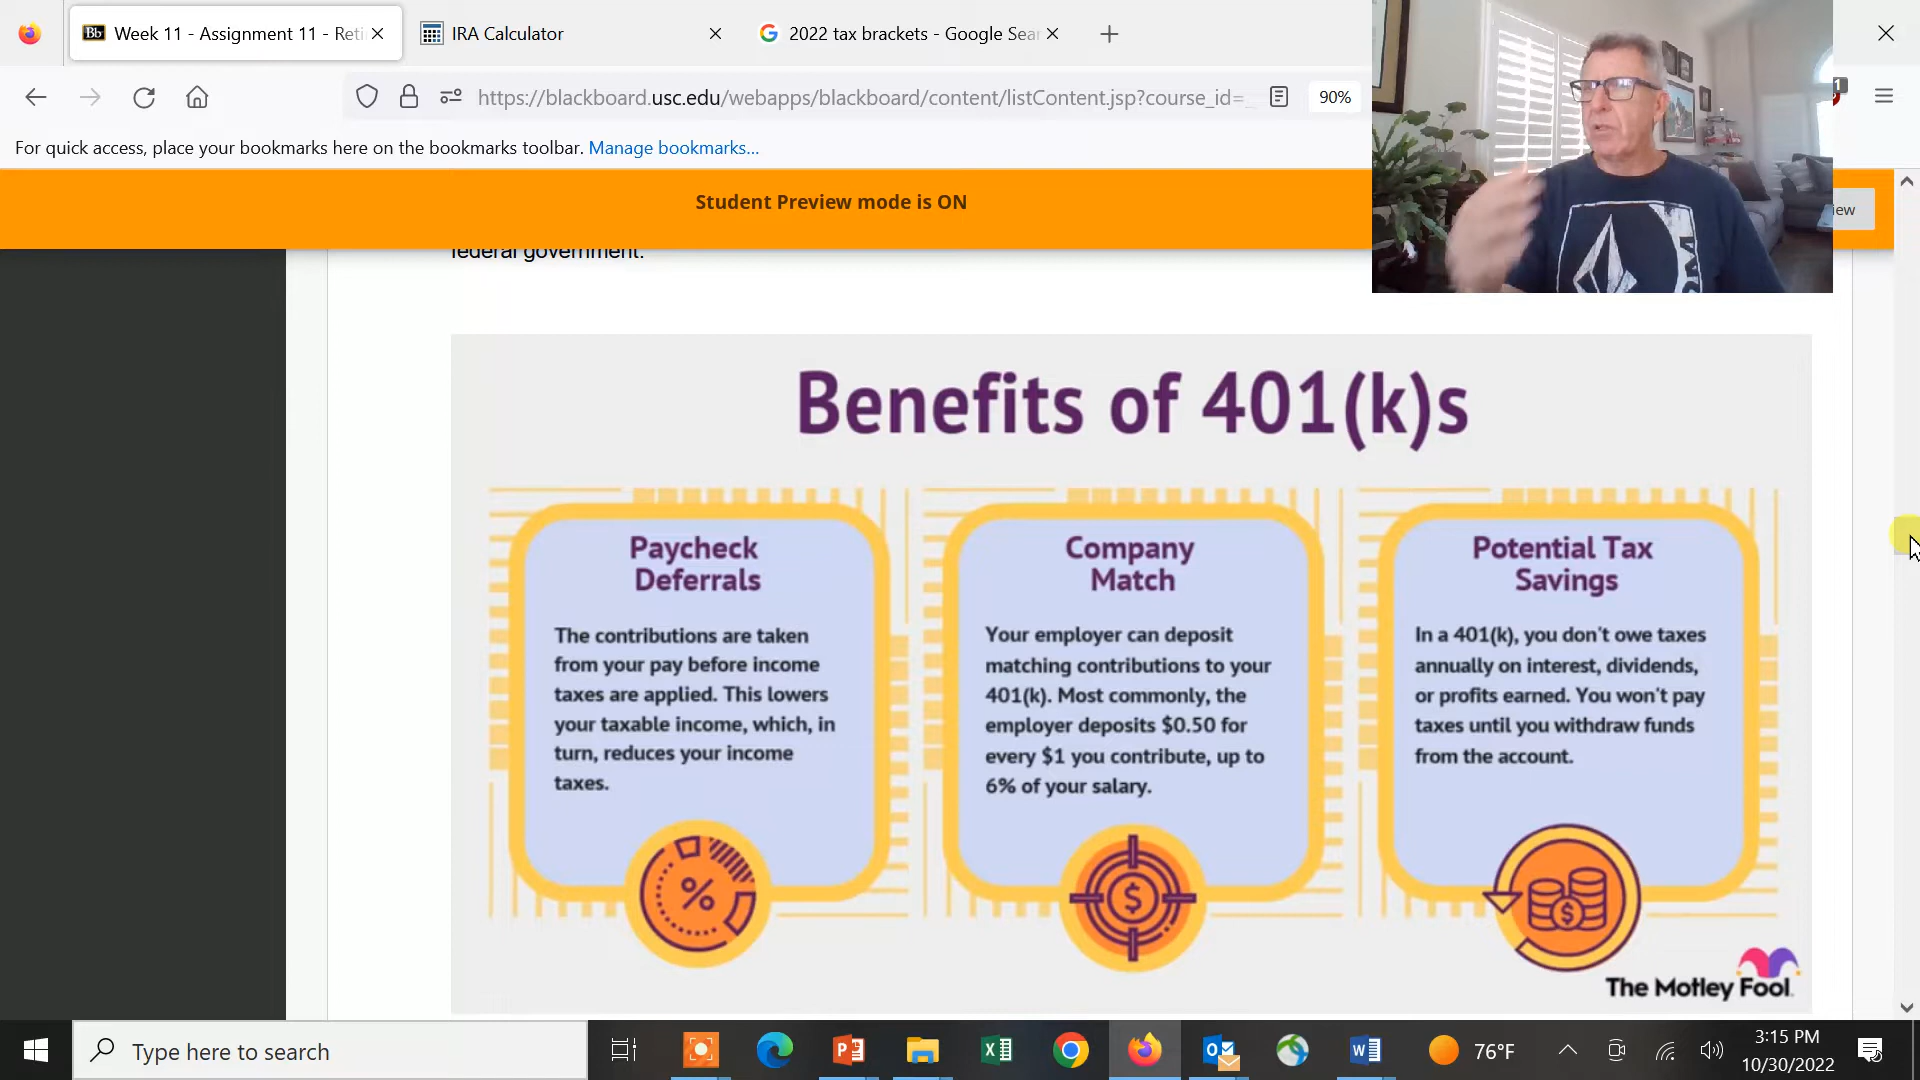 Week 11 - Assignment 11 - Reti
IRA Calculator
2022 tax brackets - Google Sea
https://blackboard.usc.edu/webapps/blackboard/content/listContent.jsp?course_id=_
90%
1
For quick access, place your bookmarks here on the bookmarks toolbar. Manage bookmarks...
Student Preview mode is ON
iew
federal government.
Benefits of 401(k)s
Paycheck
Deferrals
The contributions are taken
from your pay before income
taxes are applied. This lowers
your taxable income, which, in
turn, reduces your income
taxes.
%
Company
Match
Your employer can deposit
matching contributions to your
401(k). Most commonly, the
employer deposits $0.50 for
every $1 you contribute, up to
6% of your salary.
$
Potential Tax
Savings
In a 401(k), you don't owe taxes
annually on interest, dividends,
or profits earned. You won't pay
taxes until you withdraw funds
from the account.
$
The Motley Fool.
Type here to search
76°F
3:15 PM
10/30/2022